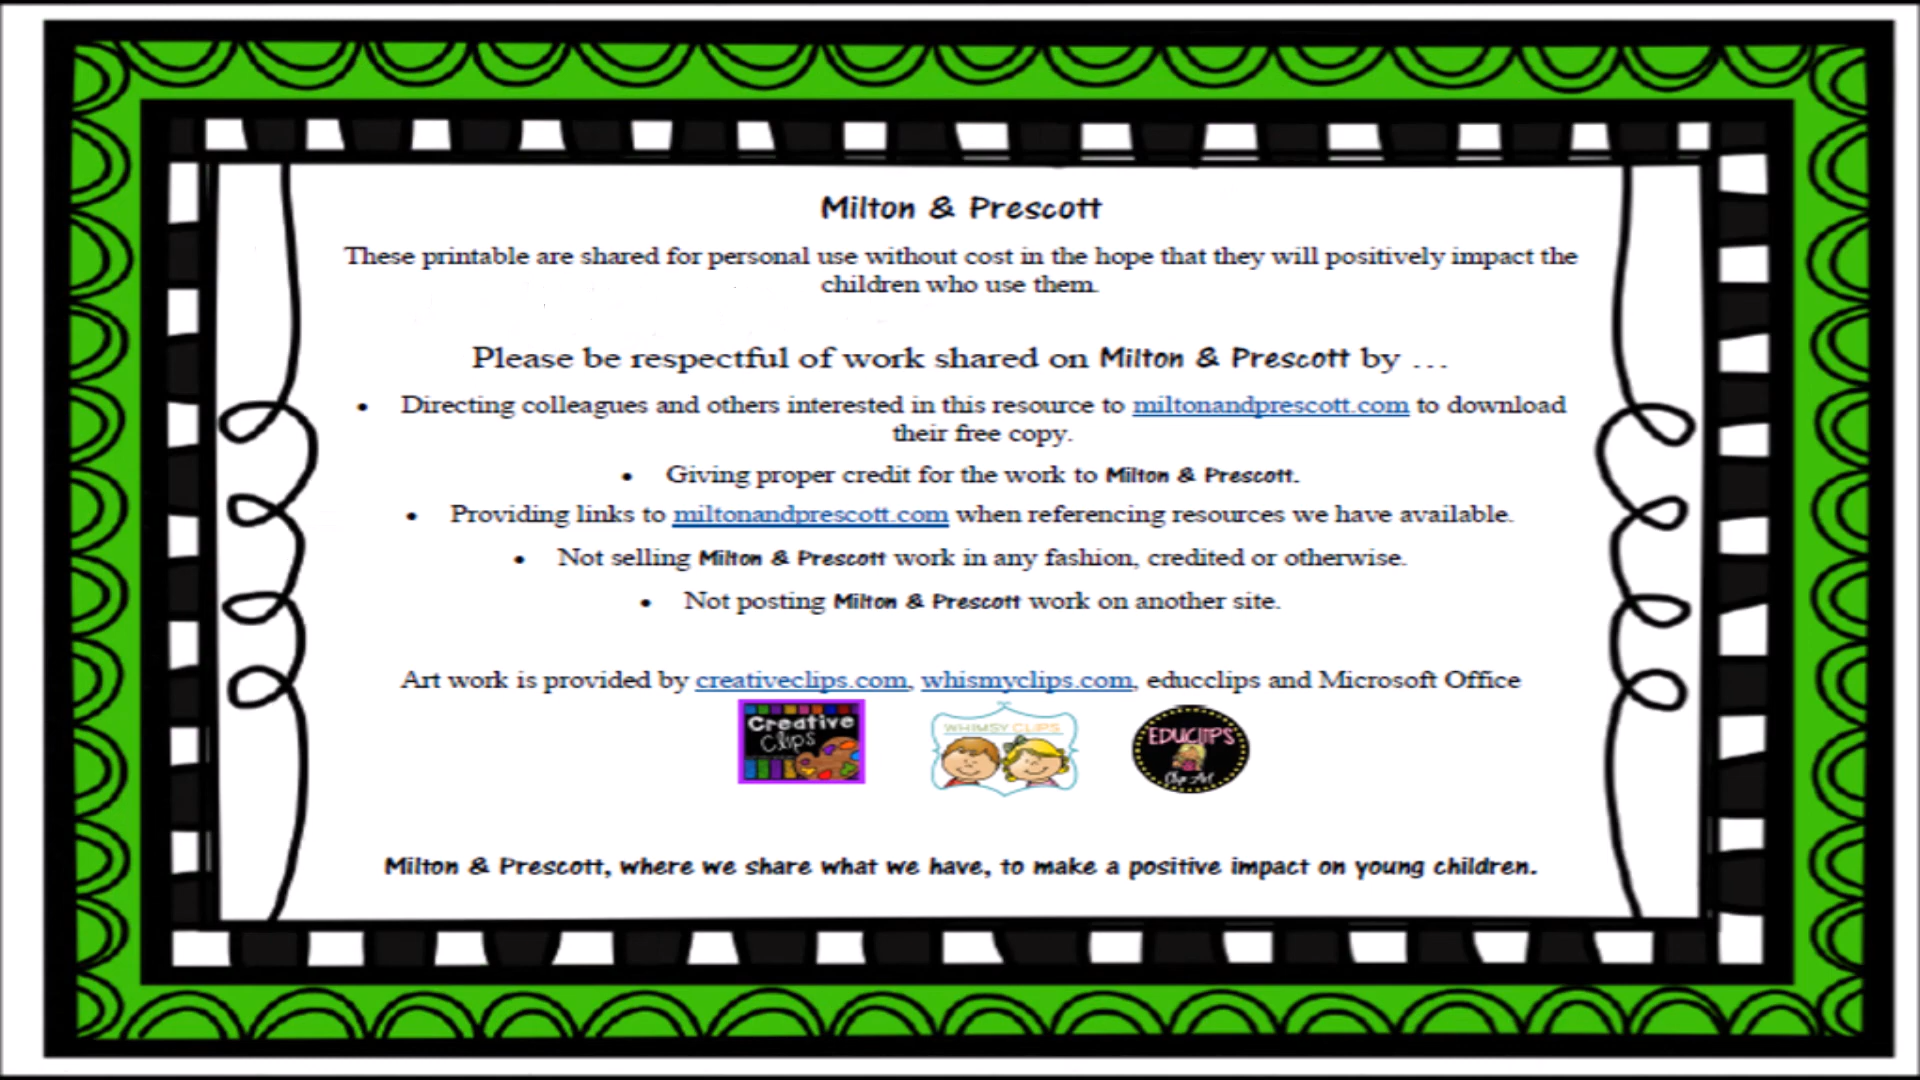 Milton & Prescott
These printable are shared for personal use without cost in the hope that they will positively impact the
children who use them.
Please be respectful of work shared on Milton & Prescott by ...
• Directing colleagues and others interested in this resource to miltonandprescott.com to download
their free copy.
• Giving proper credit for the work to Milton & Prescott.
• Providing links to miltonandprescott.com when referencing resources we have available.
• Not selling Milton & Prescott work in any fashion, credited or otherwise.
• Not posting Milton & Prescott work on another site.
Art work is provided by creativeclips.com, whismyclips.com, educclips and Microsoft Office
Creative
Clips
WHIMSY CLIPS
EDUCLIPS
Clip Art
Milton & Prescott, where we share what we have, to make a positive impact on young children.